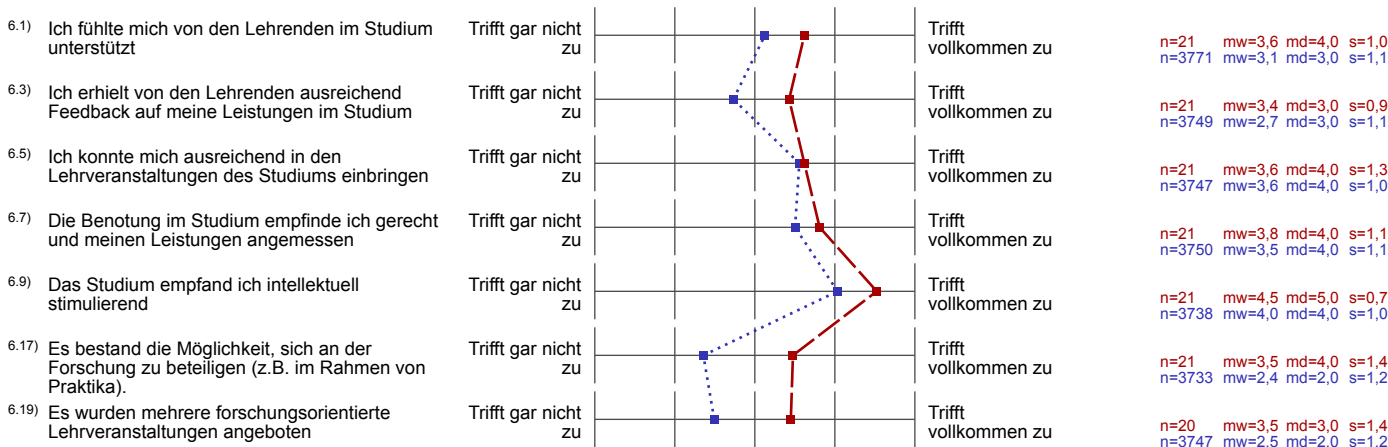 6.1) Ich fühlte mich von den Lehrenden im Studium
unterstützt
Trifft gar nicht
zu
Trifft
vollkommen zu
n=21 mw=3,6 md=4,0 s=1,0
n=3771 mw=3,1 md=3,0 s=1,1
6.3) Ich erhielt von den Lehrenden ausreichend
Feedback auf meine Leistungen im Studium
Trifft gar nicht
zu
Trifft
vollkommen zu
n=21 mw=3,4 md=3,0 s=0,9
n=3749 mw=2,7 md=3,0 s=1,1
6.5) Ich konnte mich ausreichend in den
Lehrveranstaltungen des Studiums einbringen
Trifft gar nicht
zu
Trifft
vollkommen zu
n=21 mw=3,6 md=4,0 s=1,3
n=3747 mw=3,6 md=4,0 s=1,0
6.7) Die Benotung im Studium empfinde ich gerecht
und meinen Leistungen angemessen
Trifft gar nicht
zu
Trifft
vollkommen zu
n=21 mw=3,8 md=4,0 s=1,1
n=3750 mw=3,5 md=4,0 s=1,1
6.9) Das Studium empfand ich intellektuell
stimulierend
Trifft gar nicht
zu
Trifft
vollkommen zu
n=21 mw=4,5 md=5,0 s=0,7
n=3738 mw=4,0 md=4,0 s=1,0
6.17) Es bestand die Möglichkeit, sich an der
Forschung zu beteiligen (z.B. im Rahmen von
Praktika).
Trifft gar nicht
zu
Trifft
vollkommen zu
n=21 mw=3,5 md=4,0 s=1,4
n=3733 mw=2,4 md=2,0 s=1,2
6.19) Es wurden mehrere forschungsorientierte
Lehrveranstaltungen angeboten
Trifft gar nicht
zu
Trifft
vollkommen zu
n=20 mw=3,5 md=3,0 s=1,4
n=3747 mw=2,5 md=2,0 s=1,2